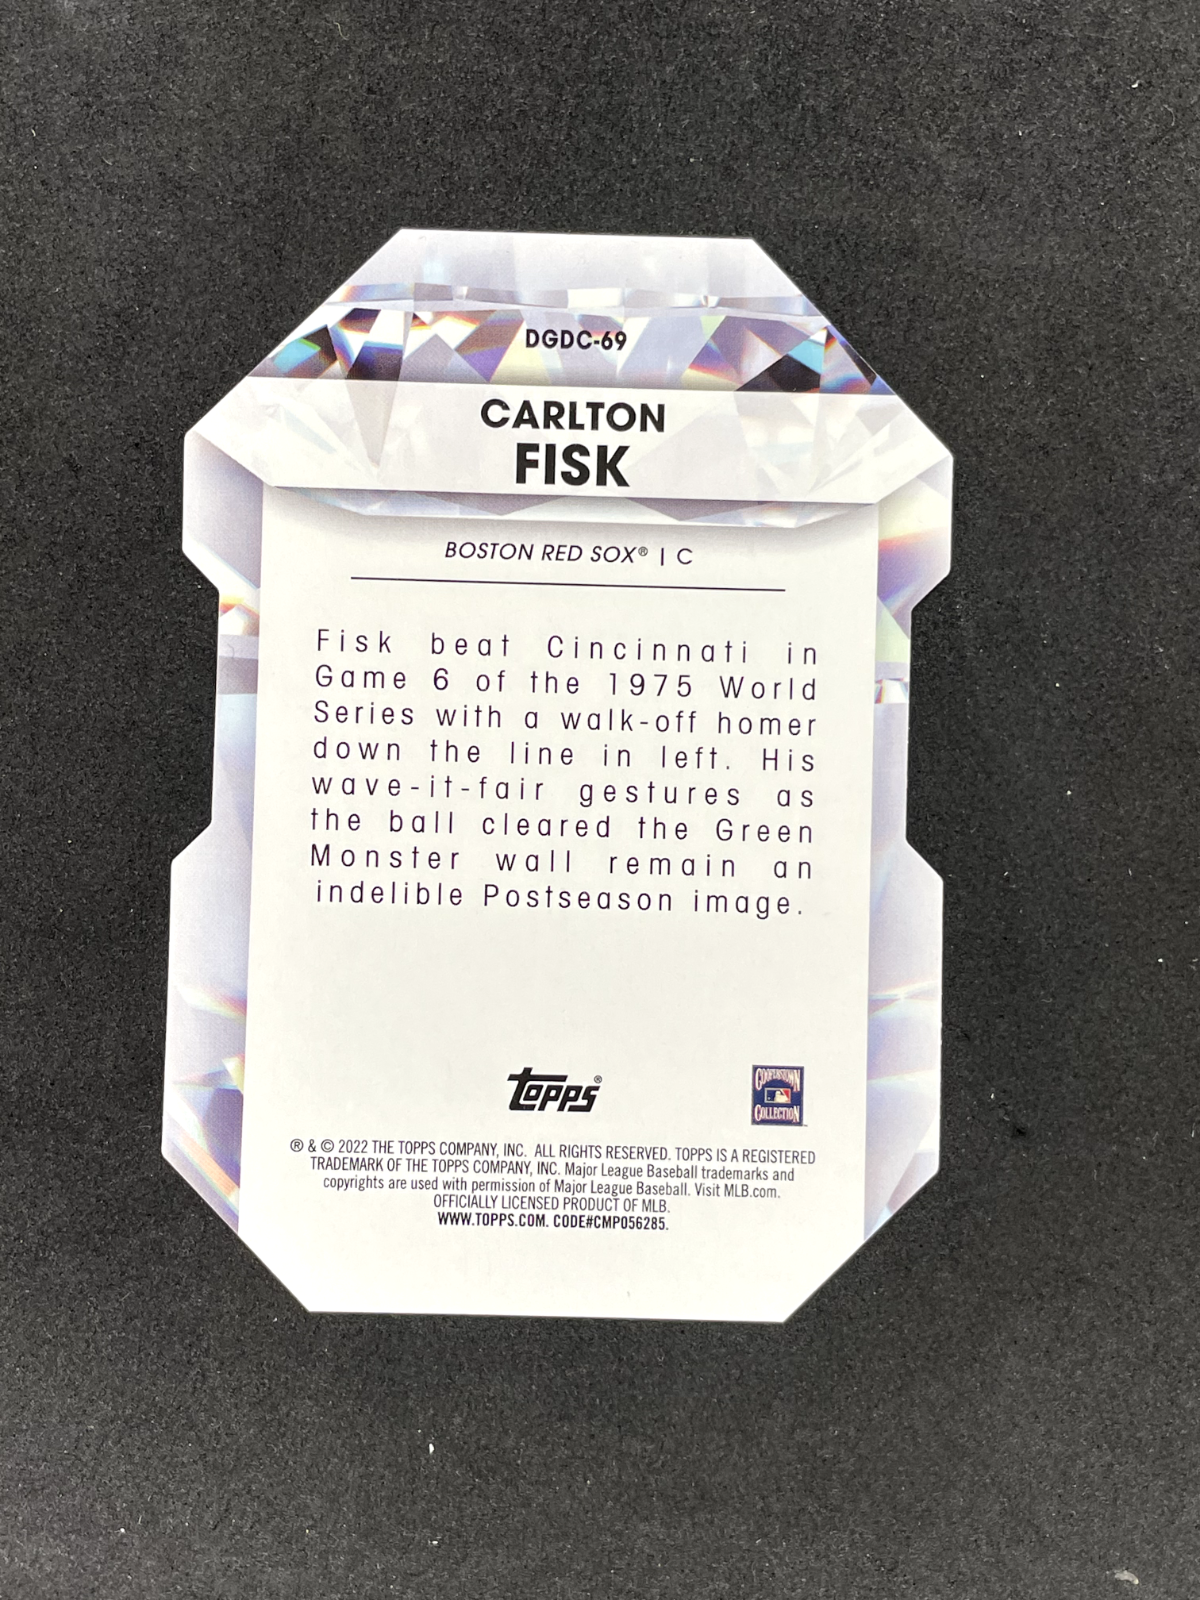 DGDC-69
CARLTON
FISK
BOSTON RED SOX® | C
Fisk beat Cincinnati in
Game 6 of the 1975 World
Series with a walk-off homer
down the line in left. His
wave-it-fair gestures as
the ball cleared the Green
Monster wall remain an
indelible Postseason image.
Topps®
COOPERSTOWN
COLLECTION
® & © 2022 THE TOPPS COMPANY, INC. ALL RIGHTS RESERVED. TOPPS IS A REGISTERED
TRADEMARK OF THE TOPPS COMPANY, INC. Major League Baseball trademarks and
copyrights are used with permission of Major League Baseball. Visit MLB.com.
OFFICIALLY LICENSED PRODUCT OF MLB.
WWW.TOPPS.COM. CODE#CMP056285.